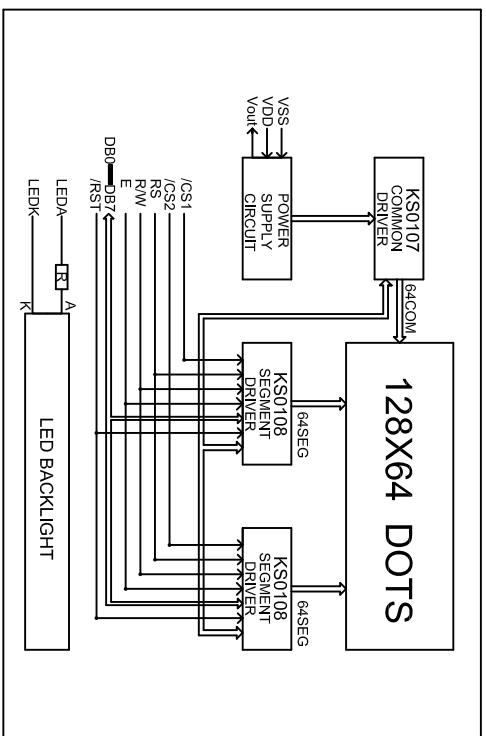 128X64 DOTS
KS0107
COMMON
DRIVER
64COM
POWER
SUPPLY
CIRCUIT
VSS
VDD
Vout
KS0108
SEGMENT
DRIVER
64SEG
KS0108
SEGMENT
DRIVER
64SEG
/CS1
/CS2
RS
R/W
E
DB0 DB7
/RST
LEDA
R
A
LEDK
K
LED BACKLIGHT